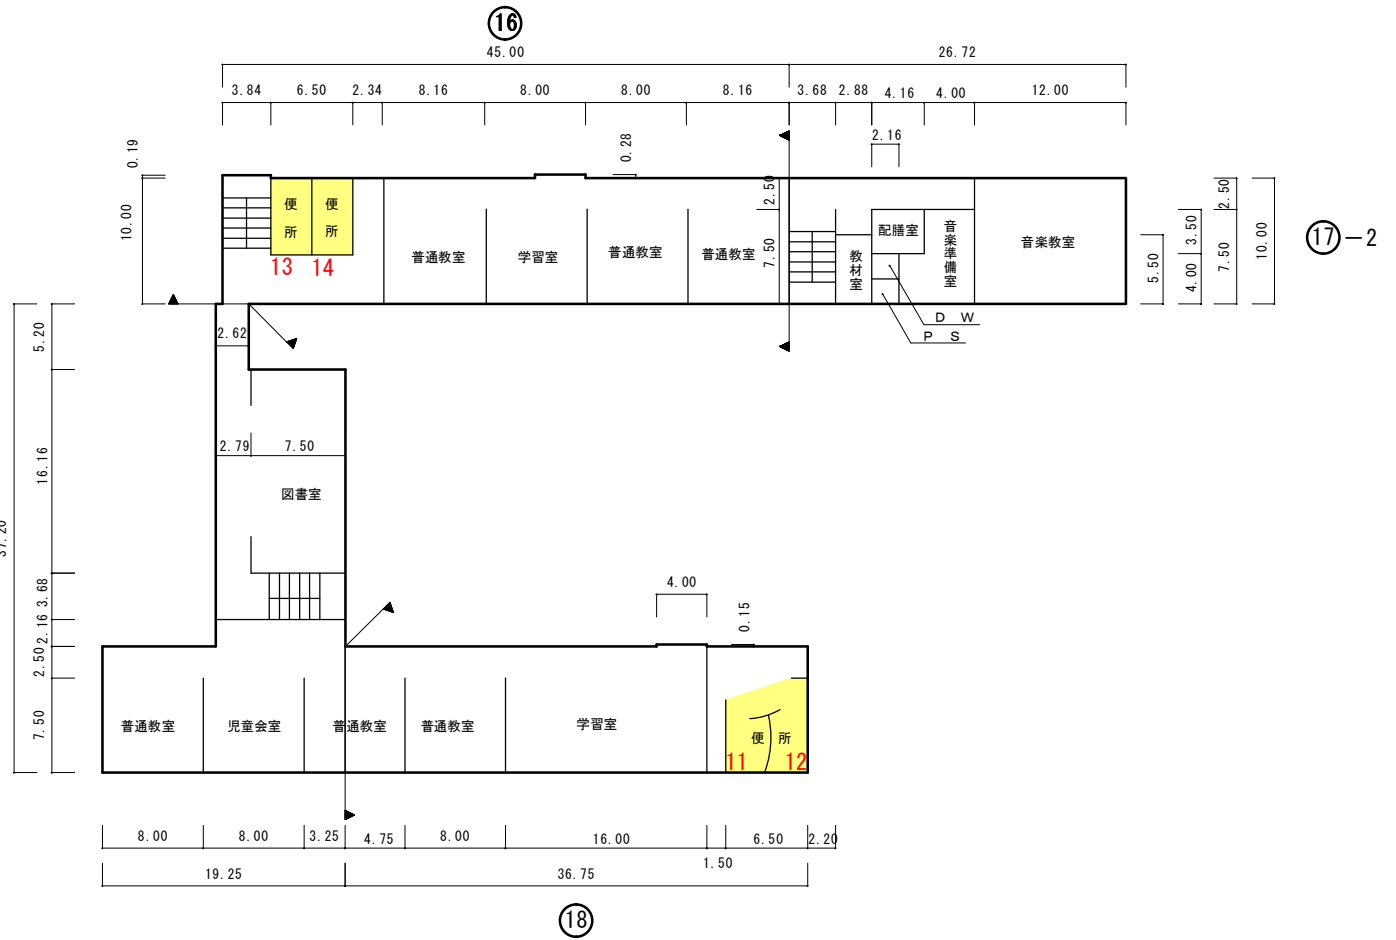 ⑯
45.00
26.72
3.84
6.50
2.34
8.16
8.00
8.00
8.16
3.68
2.88
4.16
4.00
12.00
2.16
0.19
0.28
10.00
2.50
7.50
便所
便所
13
14
普通教室
学習室
普通教室
普通教室
教材室
配膳室
音楽準備室
音楽教室
D W
P S
5.50
3.50
4.00
2.50
7.50
10.00
⑰-2
5.20
2.62
16.16
2.79
7.50
図書室
37.20
3.68
2.16
2.50
7.50
4.00
0.15
普通教室
児童会室
普通教室
普通教室
学習室
便所
11
12
8.00
8.00
3.25
4.75
8.00
16.00
1.50
6.50
2.20
19.25
36.75
⑱